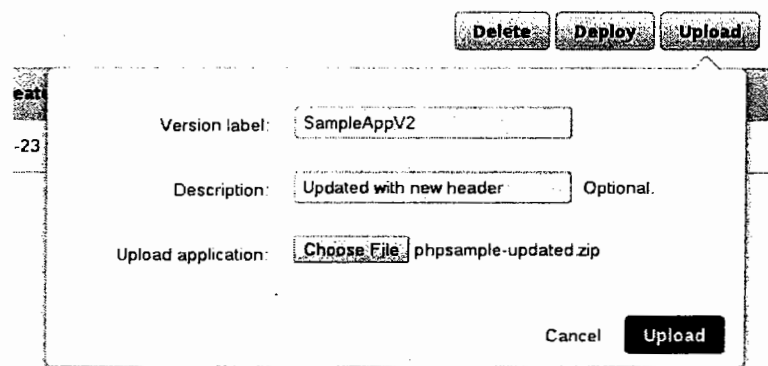 Delete Deploy Upload
eate
-23
Version label: SampleAppV2
Description: Updated with new header Optional.
Upload application: Choose File phpsample-updated.zip
Cancel Upload